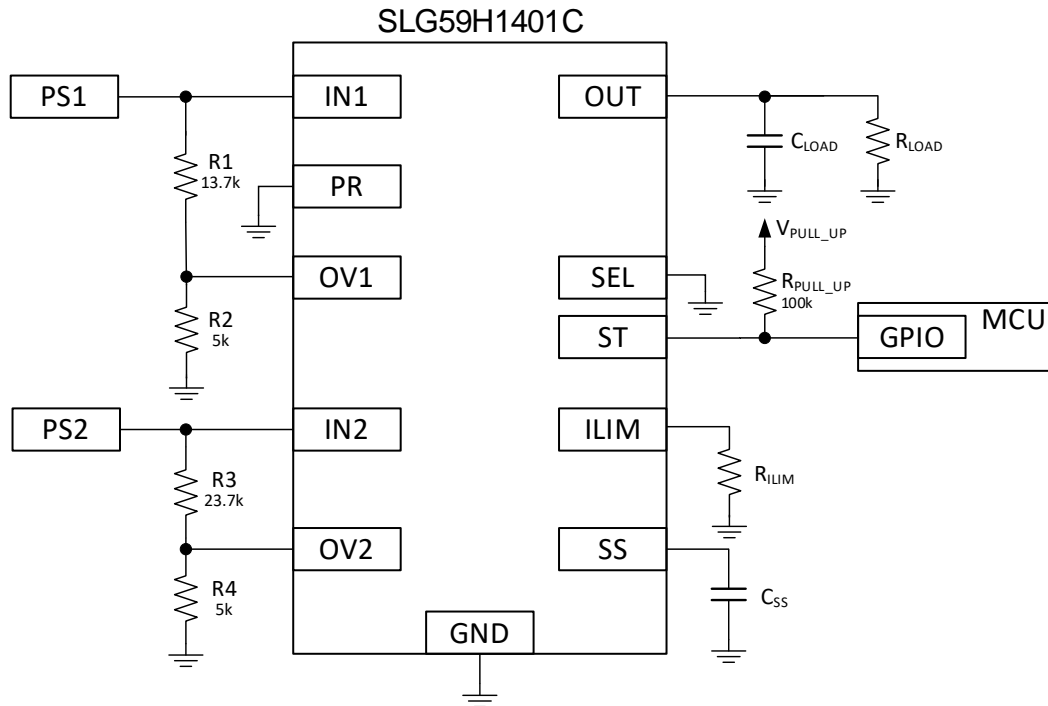 SLG59H1401C
PS1
IN1
OUT
R1
13.7k
C_LOAD
R_LOAD
PR
V_PULL_UP
OV1
SEL
R_PULL_UP
100k
MCU
R2
5k
ST
GPIO
PS2
IN2
ILIM
R3
23.7k
R_ILIM
OV2
SS
R4
5k
C_SS
GND